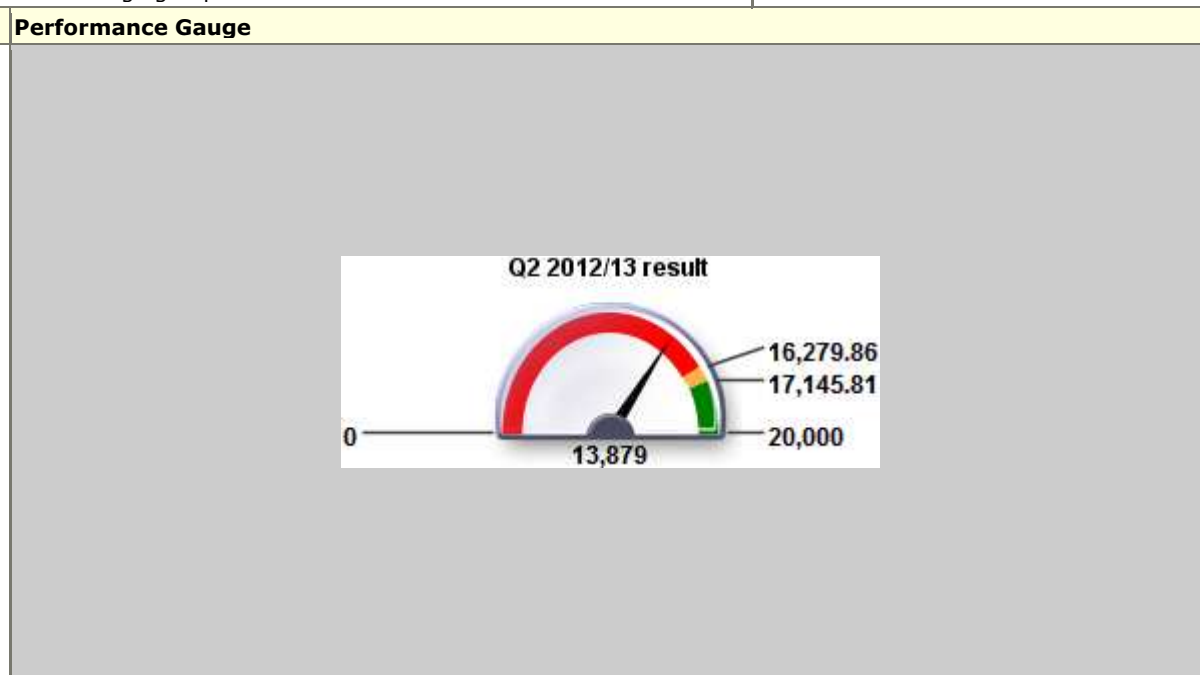 Performance Gauge
Q2 2012/13 result
16,279.86
17,145.81
0
20,000
13,879